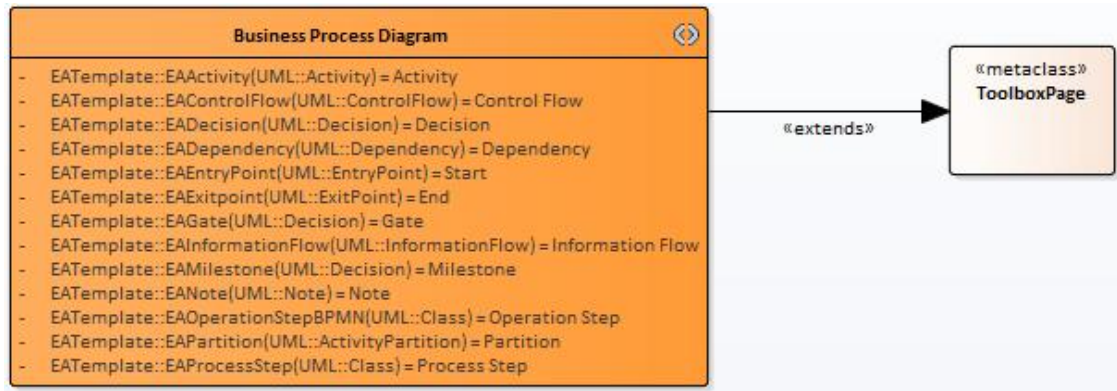 Business Process Diagram
- EATemplate::EAActivity(UML::Activity) = Activity
- EATemplate::EAControlFlow(UML::ControlFlow) = Control Flow
- EATemplate::EADecision(UML::Decision) = Decision
- EATemplate::EADependency(UML::Dependency) = Dependency
- EATemplate::EAEntryPoint(UML::EntryPoint) = Start
- EATemplate::EAExitpoint(UML::ExitPoint) = End
- EATemplate::EAGate(UML::Decision) = Gate
- EATemplate::EAInformationFlow(UML::InformationFlow) = Information Flow
- EATemplate::EAMilestone(UML::Decision) = Milestone
- EATemplate::EANote(UML::Note) = Note
- EATemplate::EAOperationStepBPMN(UML::Class) = Operation Step
- EATemplate::EAPartition(UML::ActivityPartition) = Partition
- EATemplate::EAProcessStep(UML::Class) = Process Step
«extends»
«metaclass»
ToolboxPage